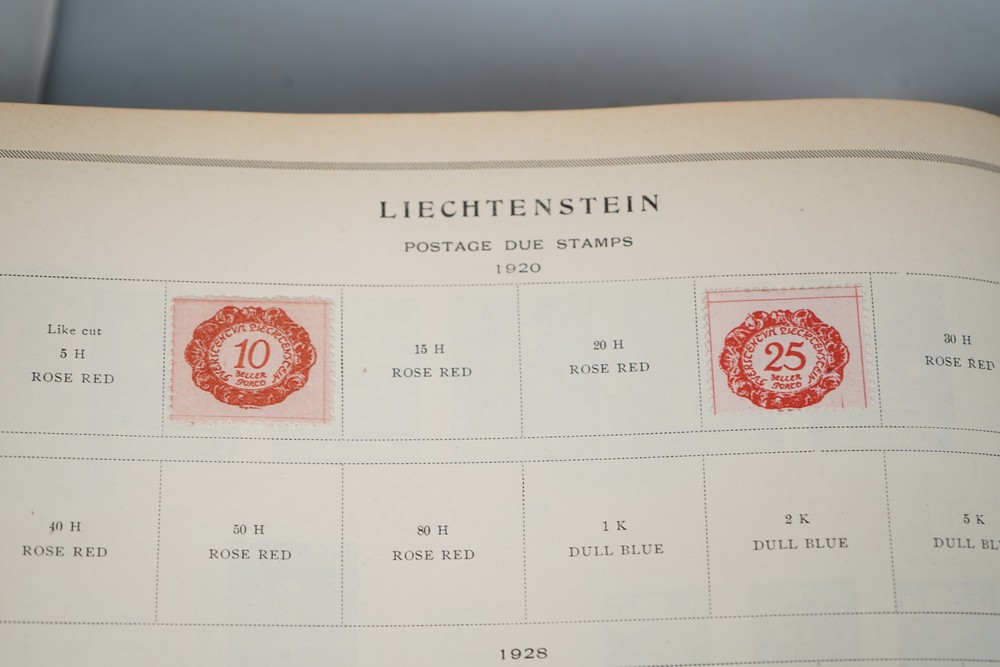 LIECHTENSTEIN
POSTAGE DUE STAMPS
1920
Like cut
5 H
ROSE RED
10
HELLER
PORTO
15 H
ROSE RED
20 H
ROSE RED
25
HELLER
PORTO
30 H
ROSE RED
40 H
ROSE RED
50 H
ROSE RED
80 H
ROSE RED
1 K
DULL BLUE
2 K
DULL BLUE
5 K
DULL BL
1928